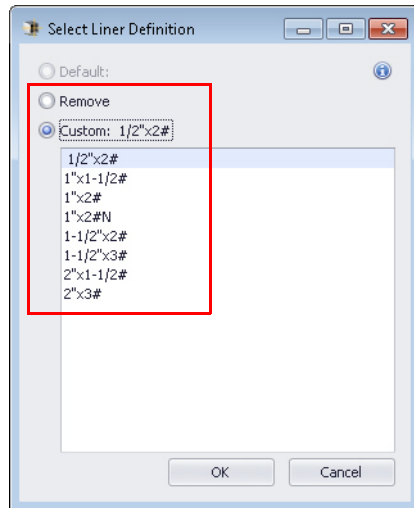 Select Liner Definition
Default:
Remove
Custom: 1/2"x2#
1/2"x2#
1"x1-1/2#
1"x2#
1"x2#N
1-1/2"x2#
1-1/2"x3#
2"x1-1/2#
2"x3#
OK Cancel